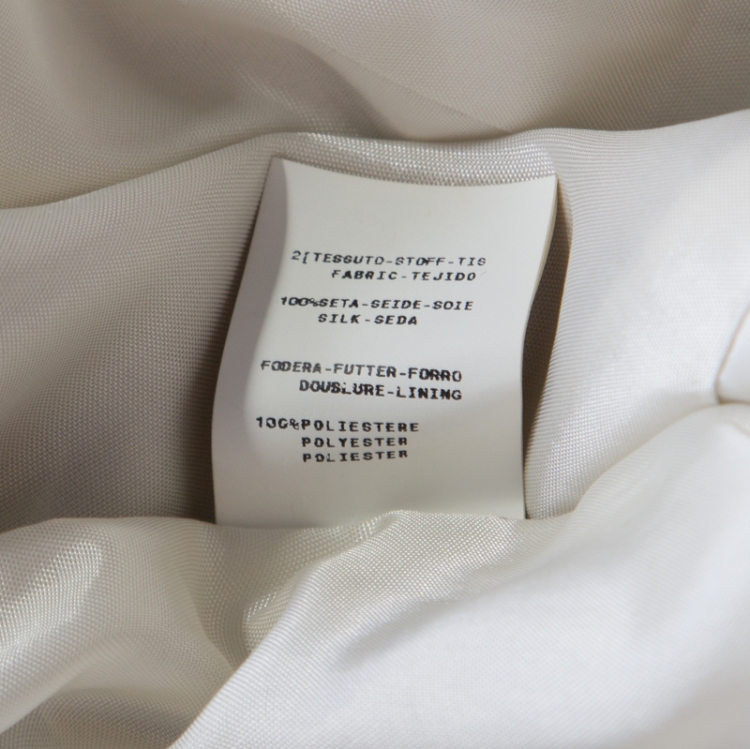 2[TESSUTO-STOFF-TIS
FABRIC-TEJIDO
100%SETA-SEIDE-SOIE
SILK-SEDA
FODERA-FUTTER-FORRO
DOUBLURE-LINING
100%POLIESTERE
POLYESTER
POLIESTER